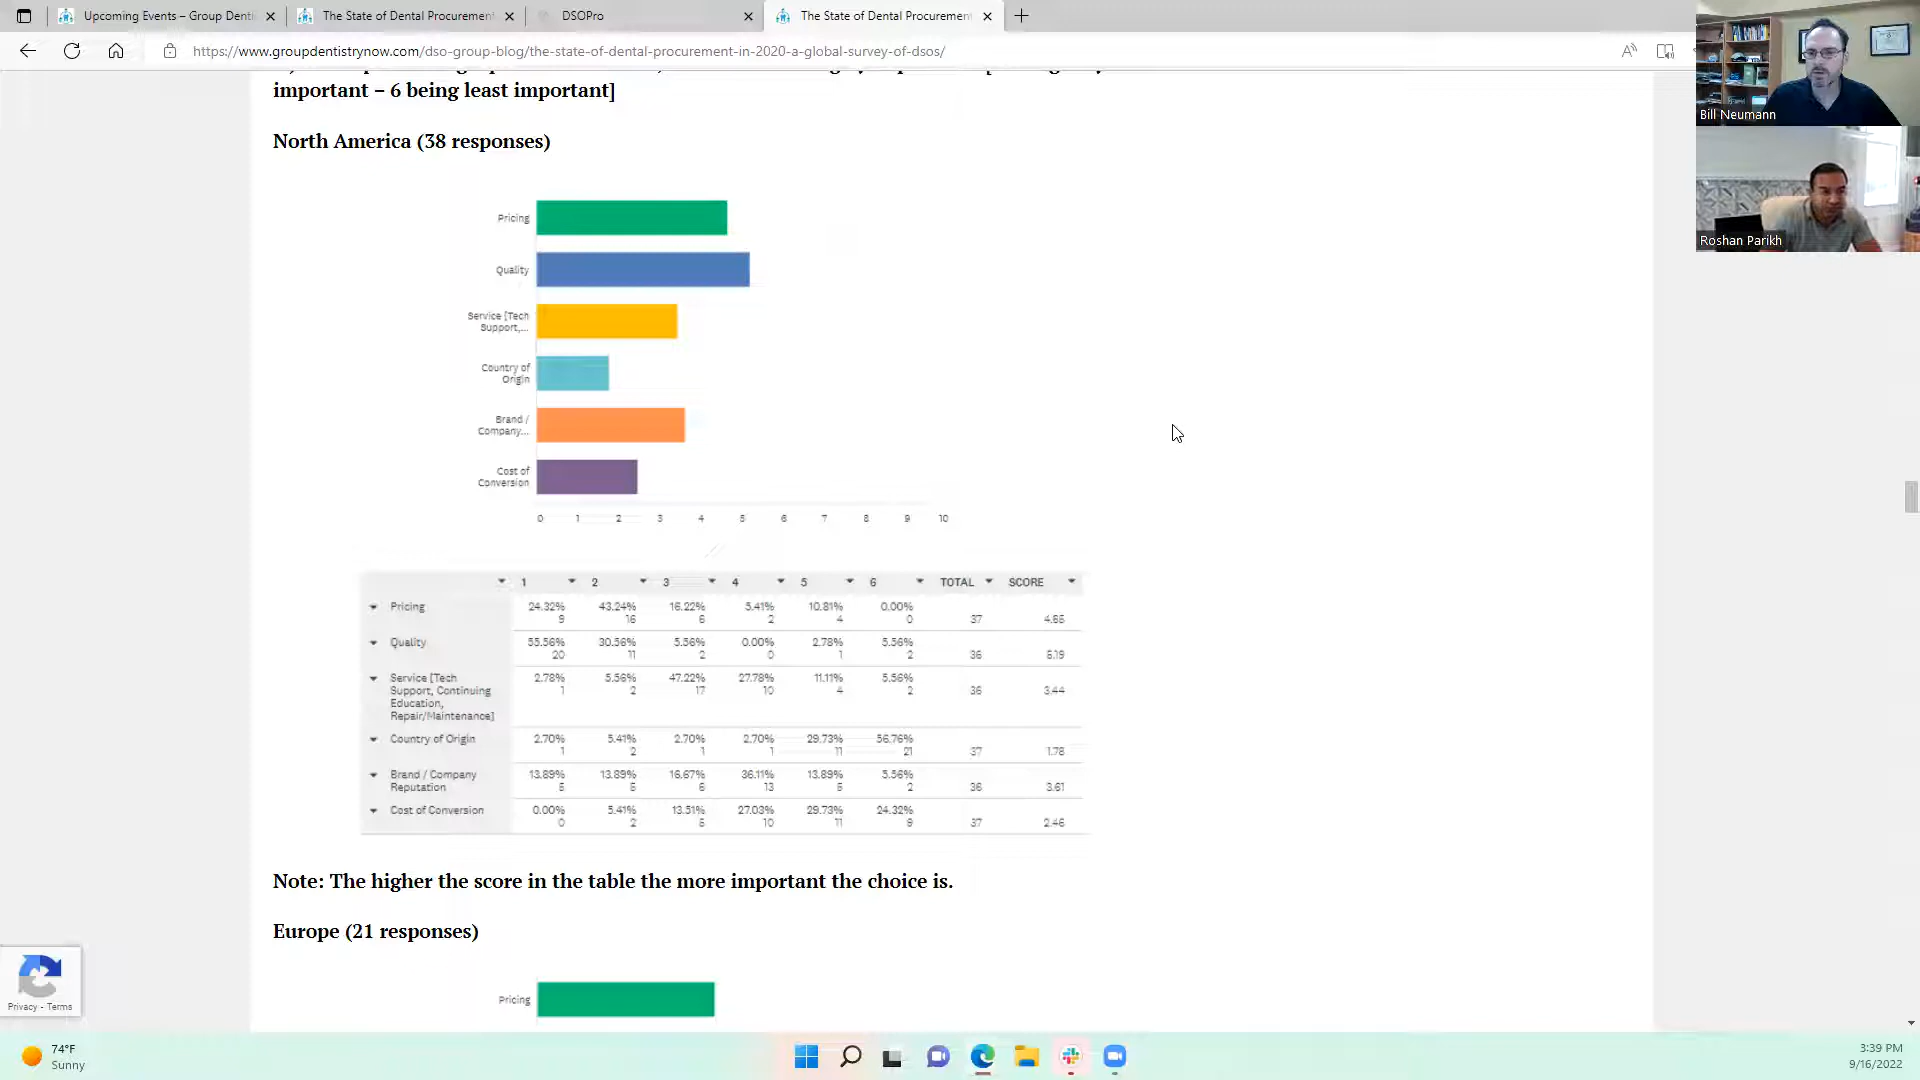 Upcoming Events – Group Denti
The State of Dental Procurement
DSOPro
The State of Dental Procurement
https://www.groupdentistrynow.com/dso-group-blog/the-state-of-dental-procurement-in-2020-a-global-survey-of-dsos/
Bill Neumann
Roshan Parikh
important – 6 being least important]
North America (38 responses)
Pricing
Quality
Service [Tech
Support,...
Country of
Origin
Brand /
Company...
Cost of
Conversion
0 1 2 3 4 5 6 7 8 9 10
1 2 3 4 5 6 TOTAL SCORE
Pricing 24.32% 43.24% 16.22% 5.41% 10.81% 0.00%
9 16 6 2 4 0 37 4.65
Quality 55.56% 30.56% 5.56% 0.00% 2.78% 5.56%
20 11 2 0 1 2 36 5.19
Service [Tech 2.78% 5.56% 47.22% 27.78% 11.11% 5.56%
Support, Continuing 1 2 17 10 4 2 36 3.44
Education,
Repair/Maintenance]
Country of Origin 2.70% 5.41% 2.70% 2.70% 29.73% 56.76%
1 2 1 1 11 21 37 1.78
Brand / Company 13.89% 13.89% 16.67% 36.11% 13.89% 5.56%
Reputation 5 5 6 13 5 2 36 3.61
Cost of Conversion 0.00% 5.41% 13.51% 27.03% 29.73% 24.32%
0 2 5 10 11 9 37 2.46
Note: The higher the score in the table the more important the choice is.
Europe (21 responses)
Pricing
Privacy - Terms
74°F
Sunny
3:39 PM
9/16/2022